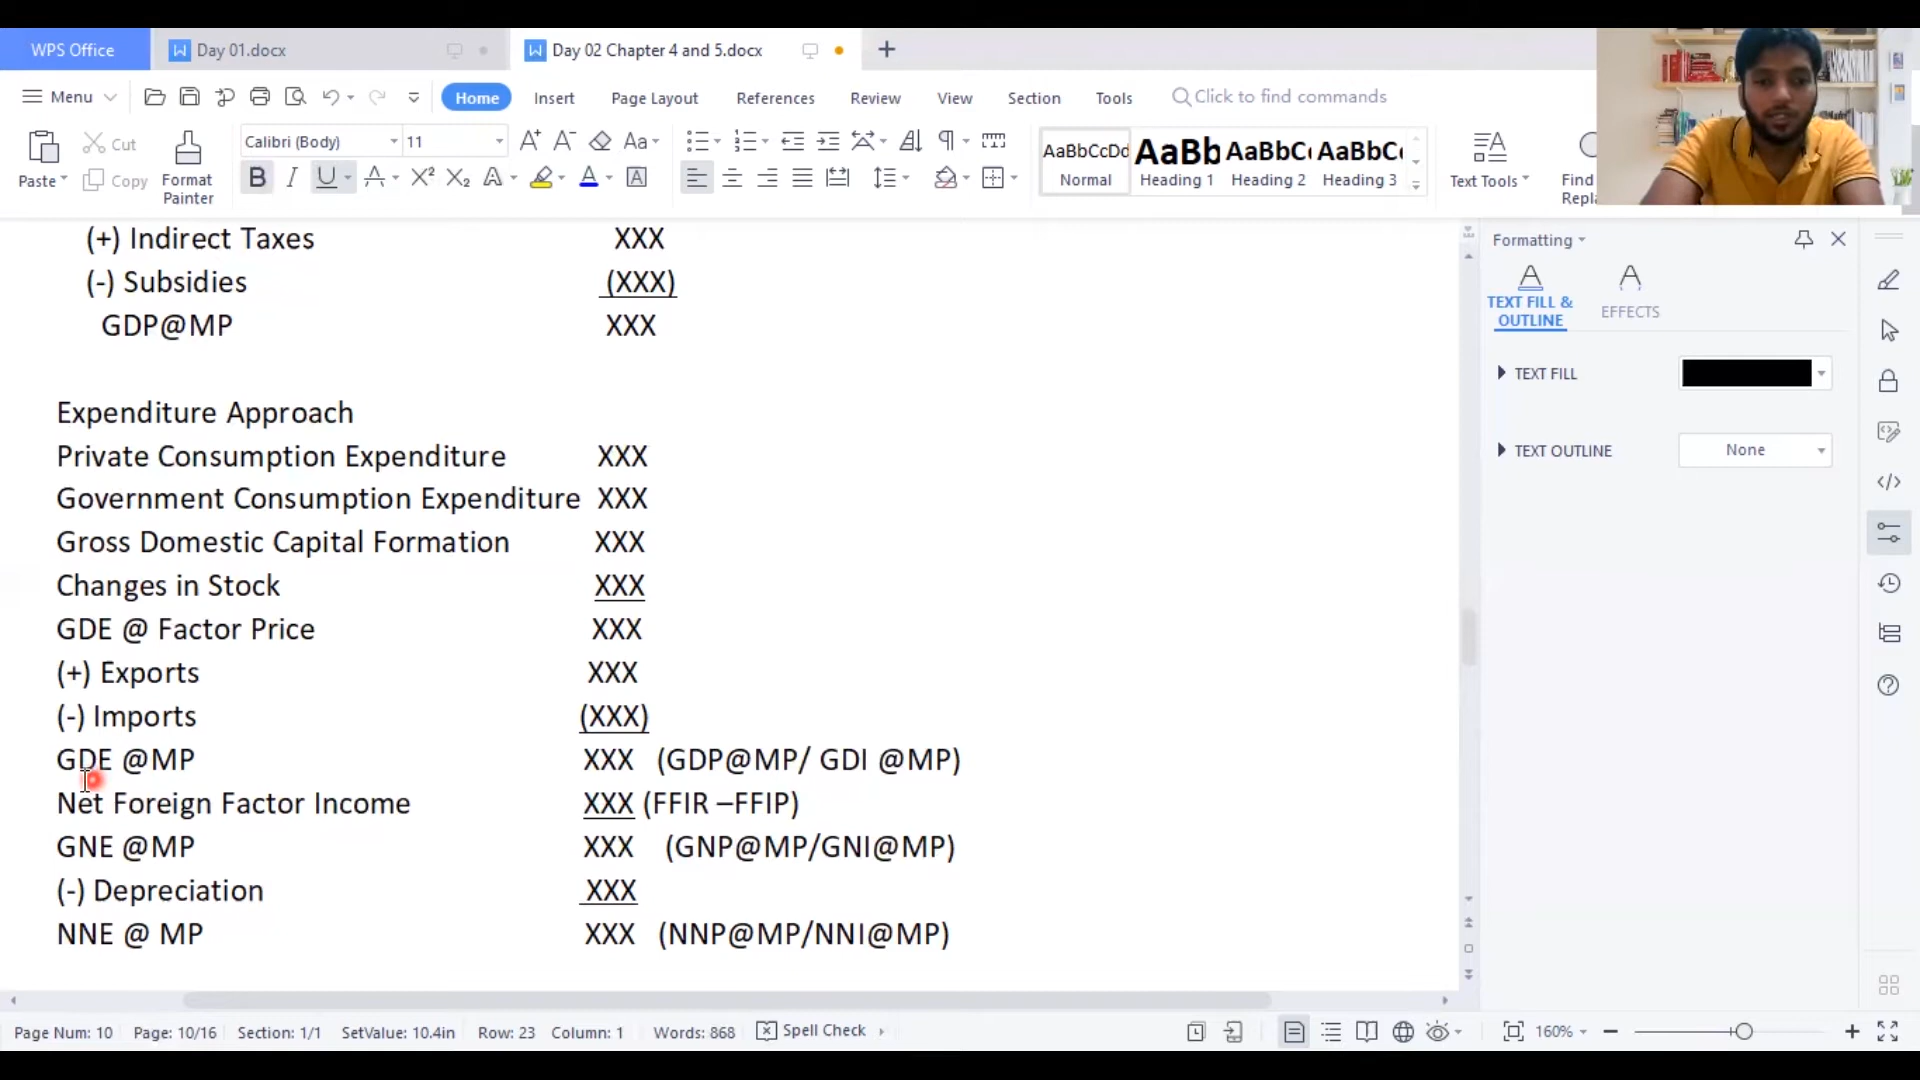 WPS Office
Day 01.docx
Day 02 Chapter 4 and 5.docx
Menu
Home
Insert
Page Layout
References
Review
View
Section
Tools
Click to find commands
Paste
Cut
Copy
Format
Painter
Calibri (Body)
11
AaBbCcDd
Normal
AaBb
Heading 1
AaBbC
Heading 2
AaBbC
Heading 3
Text Tools
Find
Repl
(+) Indirect Taxes XXX
(-) Subsidies (XXX)
GDP@MP XXX
Expenditure Approach
Private Consumption Expenditure XXX
Government Consumption Expenditure XXX
Gross Domestic Capital Formation XXX
Changes in Stock XXX
GDE @ Factor Price XXX
(+) Exports XXX
(-) Imports (XXX)
GDE @MP XXX (GDP@MP/ GDI @MP)
Net Foreign Factor Income XXX (FFIR –FFIP)
GNE @MP XXX (GNP@MP/GNI@MP)
(-) Depreciation XXX
NNE @ MP XXX (NNP@MP/NNI@MP)
Formatting
TEXT FILL &
OUTLINE
EFFECTS
TEXT FILL
TEXT OUTLINE
None
Page Num: 10
Page: 10/16
Section: 1/1
SetValue: 10.4in
Row: 23
Column: 1
Words: 868
Spell Check
160%